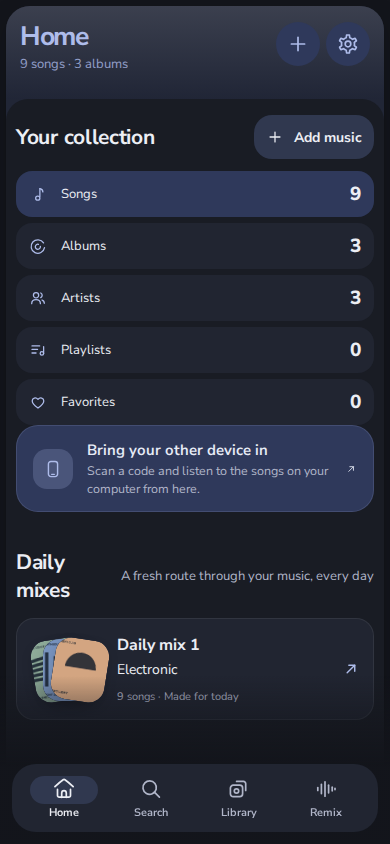 Home
9 songs · 3 albums
Your collection
Add music
Songs
9
Albums
3
Artists
3
Playlists
0
Favorites
0
Bring your other device in
Scan a code and listen to the songs on your
computer from here.
Daily
mixes
A fresh route through your music, every day
Daily mix 1
Electronic
9 songs · Made for today
Home
Search
Library
Remix